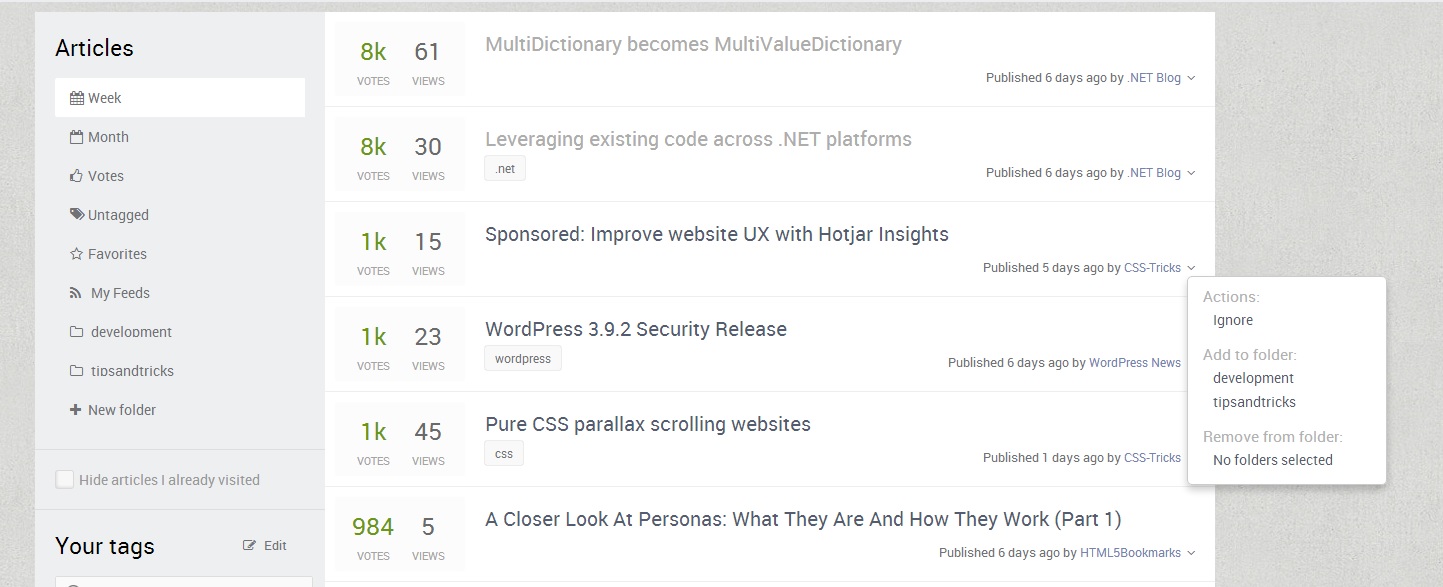 Articles
Week
Month
Votes
Untagged
Favorites
My Feeds
development
tipsandtricks
New folder
Hide articles I already visited
Your tags
Edit
8k 61
VOTES VIEWS
MultiDictionary becomes MultiValueDictionary
Published 6 days ago by .NET Blog
8k 30
VOTES VIEWS
Leveraging existing code across .NET platforms
.net
Published 6 days ago by .NET Blog
1k 15
VOTES VIEWS
Sponsored: Improve website UX with Hotjar Insights
Published 5 days ago by CSS-Tricks
1k 23
VOTES VIEWS
WordPress 3.9.2 Security Release
wordpress
Published 6 days ago by WordPress News
1k 45
VOTES VIEWS
Pure CSS parallax scrolling websites
css
Published 1 days ago by CSS-Tricks
984 5
VOTES VIEWS
A Closer Look At Personas: What They Are And How They Work (Part 1)
Published 6 days ago by HTML5Bookmarks
Actions:
Ignore
Add to folder:
development
tipsandtricks
Remove from folder:
No folders selected